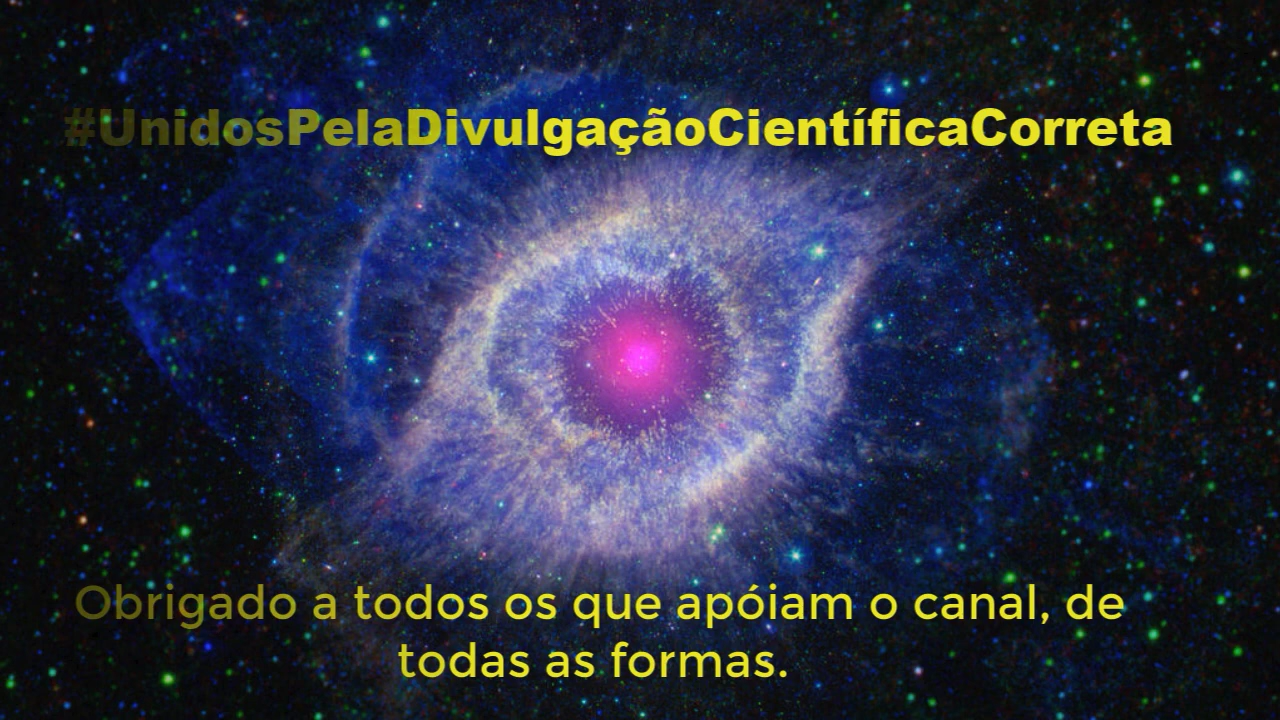 #UnidosPelaDivulgaçãoCientíficaCorreta
Obrigado a todos os que apóiam o canal, de
todas as formas.